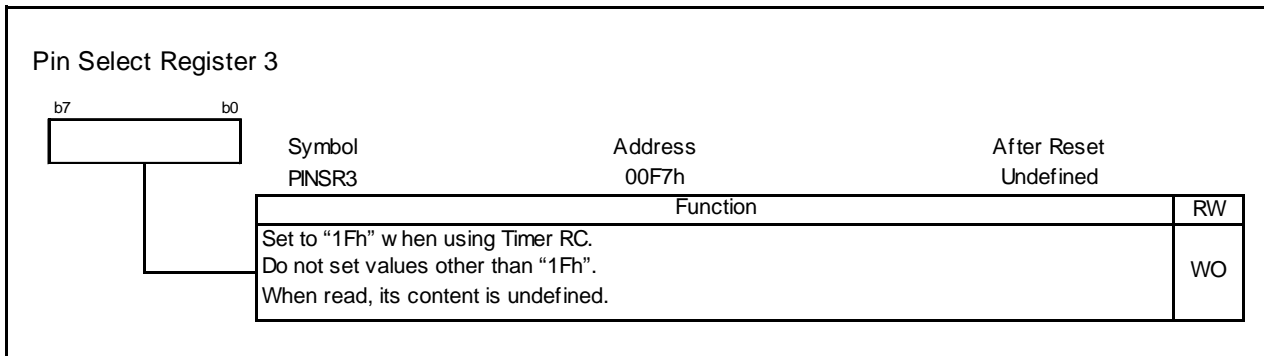 Pin Select Register 3
b7 b0
Symbol Address After Reset
PINSR3 00F7h Undefined
Function RW
Set to “1Fh” when using Timer RC.
Do not set values other than “1Fh”.
When read, its content is undefined.
WO